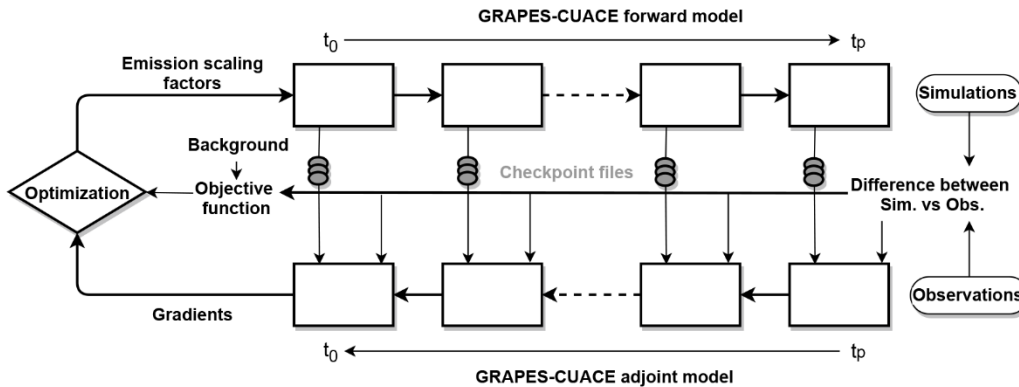 GRAPES-CUACE forward model
t0
tp
Emission scaling
factors
Simulations
Background
Checkpoint files
Optimization
Objective
function
Difference between
Sim. vs Obs.
Observations
Gradients
t0
tp
GRAPES-CUACE adjoint model